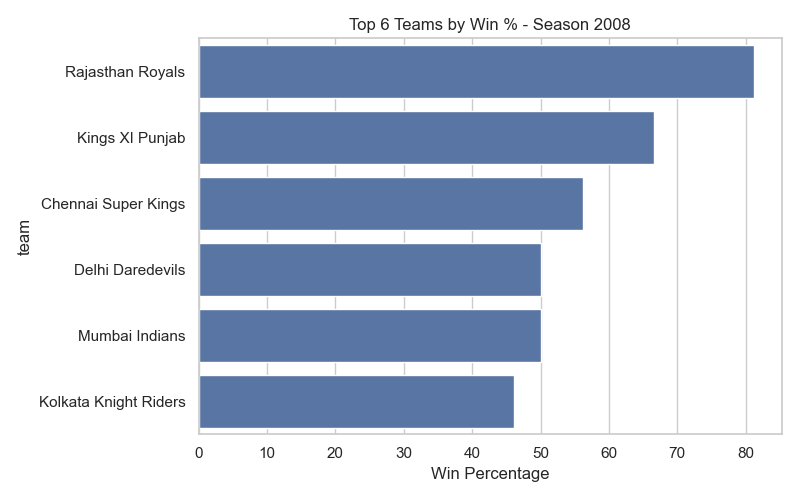 Top 6 Teams by Win % - Season 2008
team
Rajasthan Royals
Kings XI Punjab
Chennai Super Kings
Delhi Daredevils
Mumbai Indians
Kolkata Knight Riders
0 10 20 30 40 50 60 70 80
Win Percentage